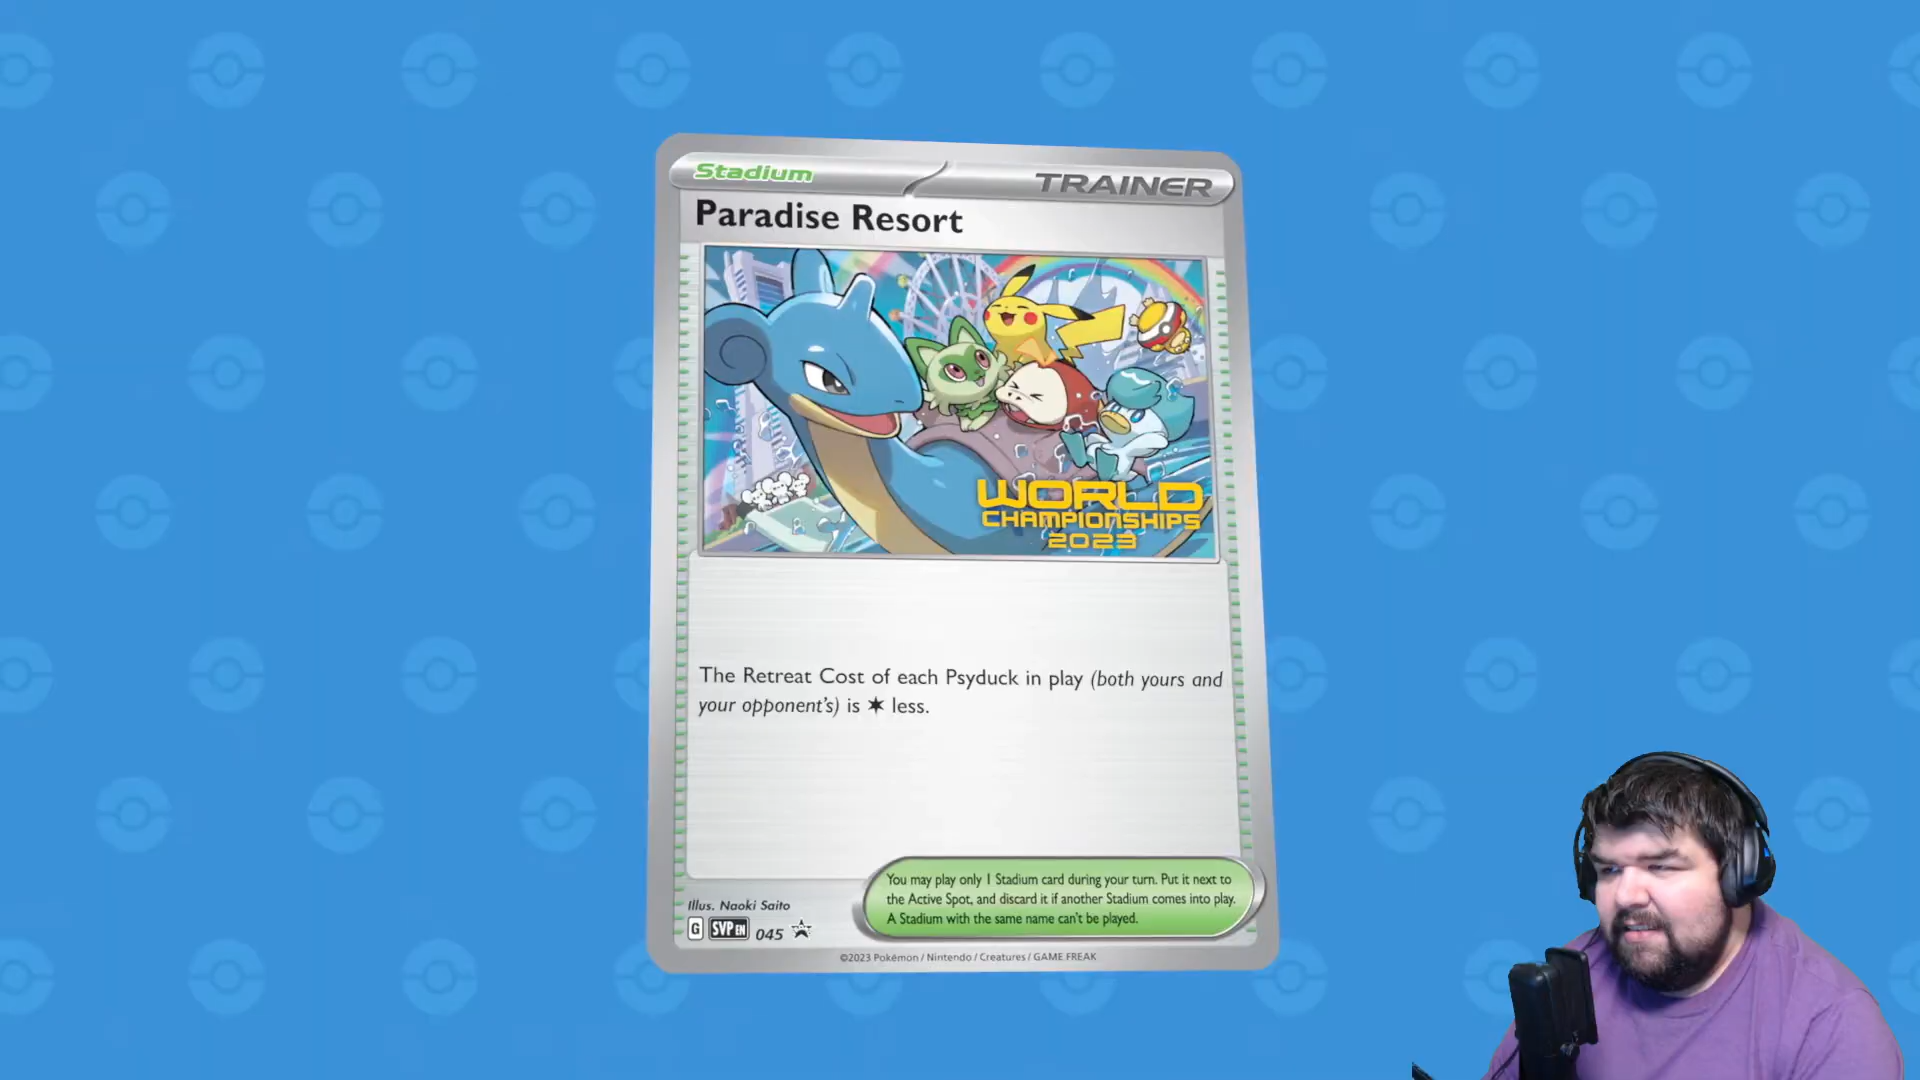 Stadium
TRAINER
Paradise Resort
WORLD
CHAMPIONSHIPS
2023
The Retreat Cost of each Psyduck in play (both yours and
your opponent's) is ✶ less.
You may play only 1 Stadium card during your turn. Put it next to
the Active Spot, and discard it if another Stadium comes into play.
A Stadium with the same name can't be played.
Illus. Naoki Saito
G SVP EN 045
©2023 Pokémon / Nintendo / Creatures / GAME FREAK